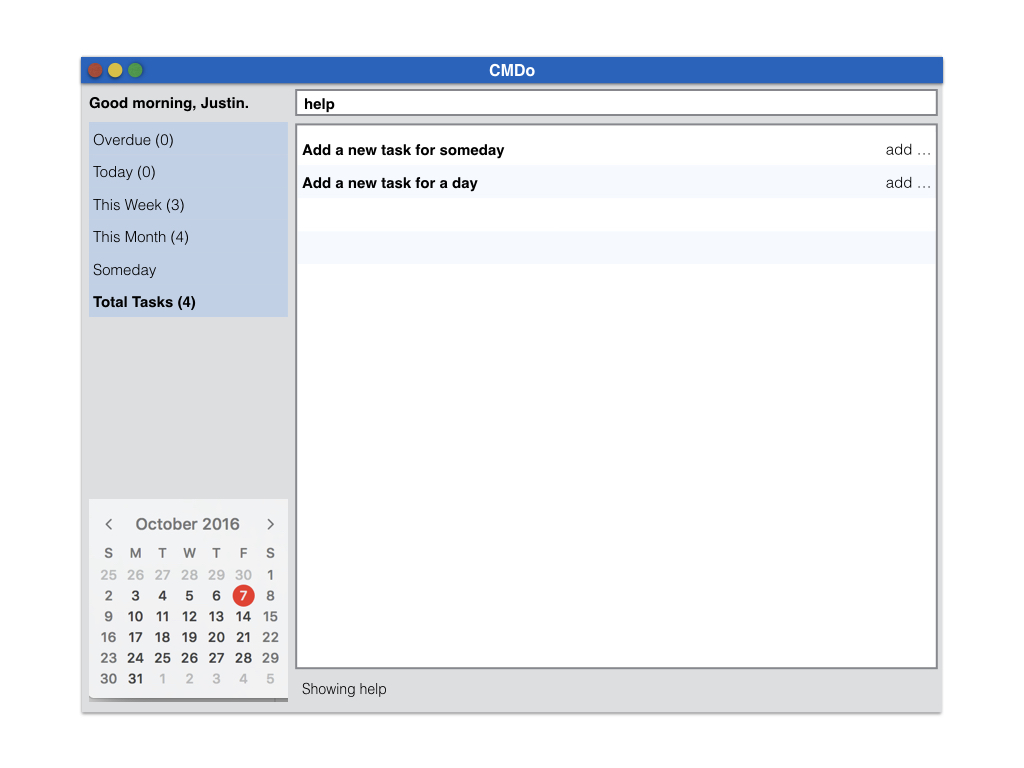 CMDo
Good morning, Justin.
help
Overdue (0)
Today (0)
This Week (3)
This Month (4)
Someday
Total Tasks (4)
Add a new task for someday add ...
Add a new task for a day add ...
October 2016
S M T W T F S
25 26 27 28 29 30 1
2 3 4 5 6 7 8
9 10 11 12 13 14 15
16 17 18 19 20 21 22
23 24 25 26 27 28 29
30 31 1 2 3 4 5
Showing help